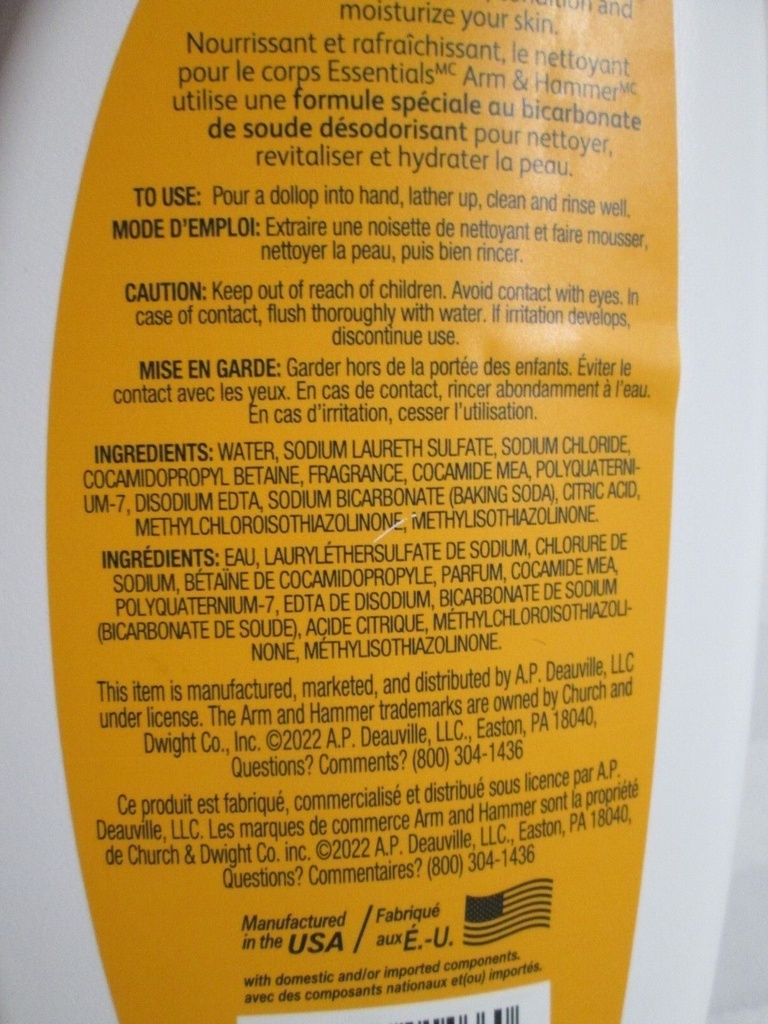 condition and
moisturize your skin.
Nourrissant et rafraîchissant, le nettoyant
pour le corps Essentialsᴹᶜ Arm & Hammerᴹᶜ
utilise une formule spéciale au bicarbonate
de soude désodorisant pour nettoyer,
revitaliser et hydrater la peau.
TO USE: Pour a dollop into hand, lather up, clean and rinse well.
MODE D'EMPLOI: Extraire une noisette de nettoyant et faire mousser,
nettoyer la peau, puis bien rincer.
CAUTION: Keep out of reach of children. Avoid contact with eyes. In
case of contact, flush thoroughly with water. If irritation develops,
discontinue use.
MISE EN GARDE: Garder hors de la portée des enfants. Éviter le
contact avec les yeux. En cas de contact, rincer abondamment à l'eau.
En cas d'irritation, cesser l'utilisation.
INGREDIENTS: WATER, SODIUM LAURETH SULFATE, SODIUM CHLORIDE,
COCAMIDOPROPYL BETAINE, FRAGRANCE, COCAMIDE MEA, POLYQUATERNI-
UM-7, DISODIUM EDTA, SODIUM BICARBONATE (BAKING SODA), CITRIC ACID,
METHYLCHLOROISOTHIAZOLINONE, METHYLISOTHIAZOLINONE.
INGRÉDIENTS: EAU, LAURYLÉTHERSULFATE DE SODIUM, CHLORURE DE
SODIUM, BÉTAÏNE DE COCAMIDOPROPYLE, PARFUM, COCAMIDE MEA,
POLYQUATERNIUM-7, EDTA DE DISODIUM, BICARBONATE DE SODIUM
(BICARBONATE DE SOUDE), ACIDE CITRIQUE, MÉTHYLCHLOROISOTHIAZOLI-
NONE, MÉTHYLISOTHIAZOLINONE.
This item is manufactured, marketed, and distributed by A.P. Deauville, LLC
under license. The Arm and Hammer trademarks are owned by Church and
Dwight Co., Inc. ©2022 A.P. Deauville, LLC., Easton, PA 18040,
Questions? Comments? (800) 304-1436
Ce produit est fabriqué, commercialisé et distribué sous licence par A.P.
Deauville, LLC. Les marques de commerce Arm and Hammer sont la propriété
de Church & Dwight Co. inc. ©2022 A.P. Deauville, LLC., Easton, PA 18040,
Questions? Commentaires? (800) 304-1436
Manufactured / Fabriqué
in the USA / aux É.-U.
with domestic and/or imported components.
avec des composants nationaux et(ou) importés.